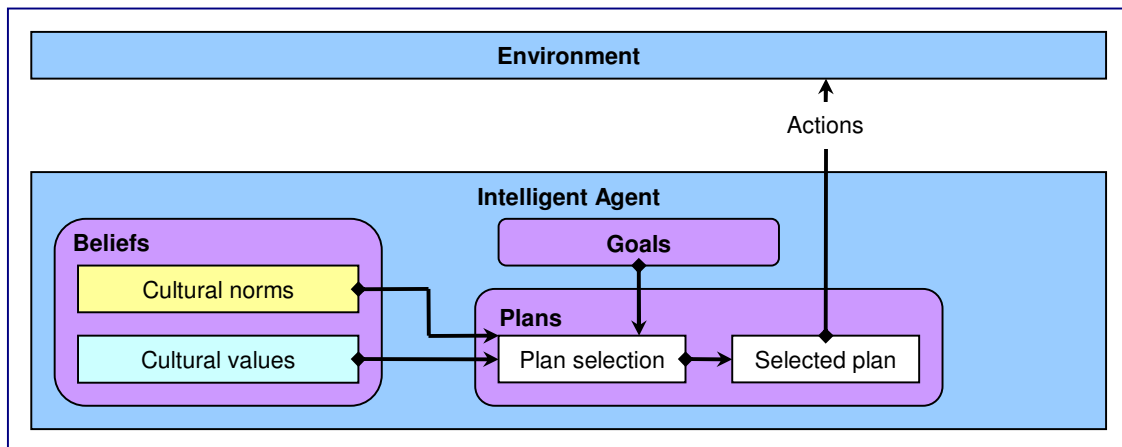 Environment
Actions
Intelligent Agent
Beliefs
Goals
Cultural norms
Plans
Cultural values
Plan selection
Selected plan